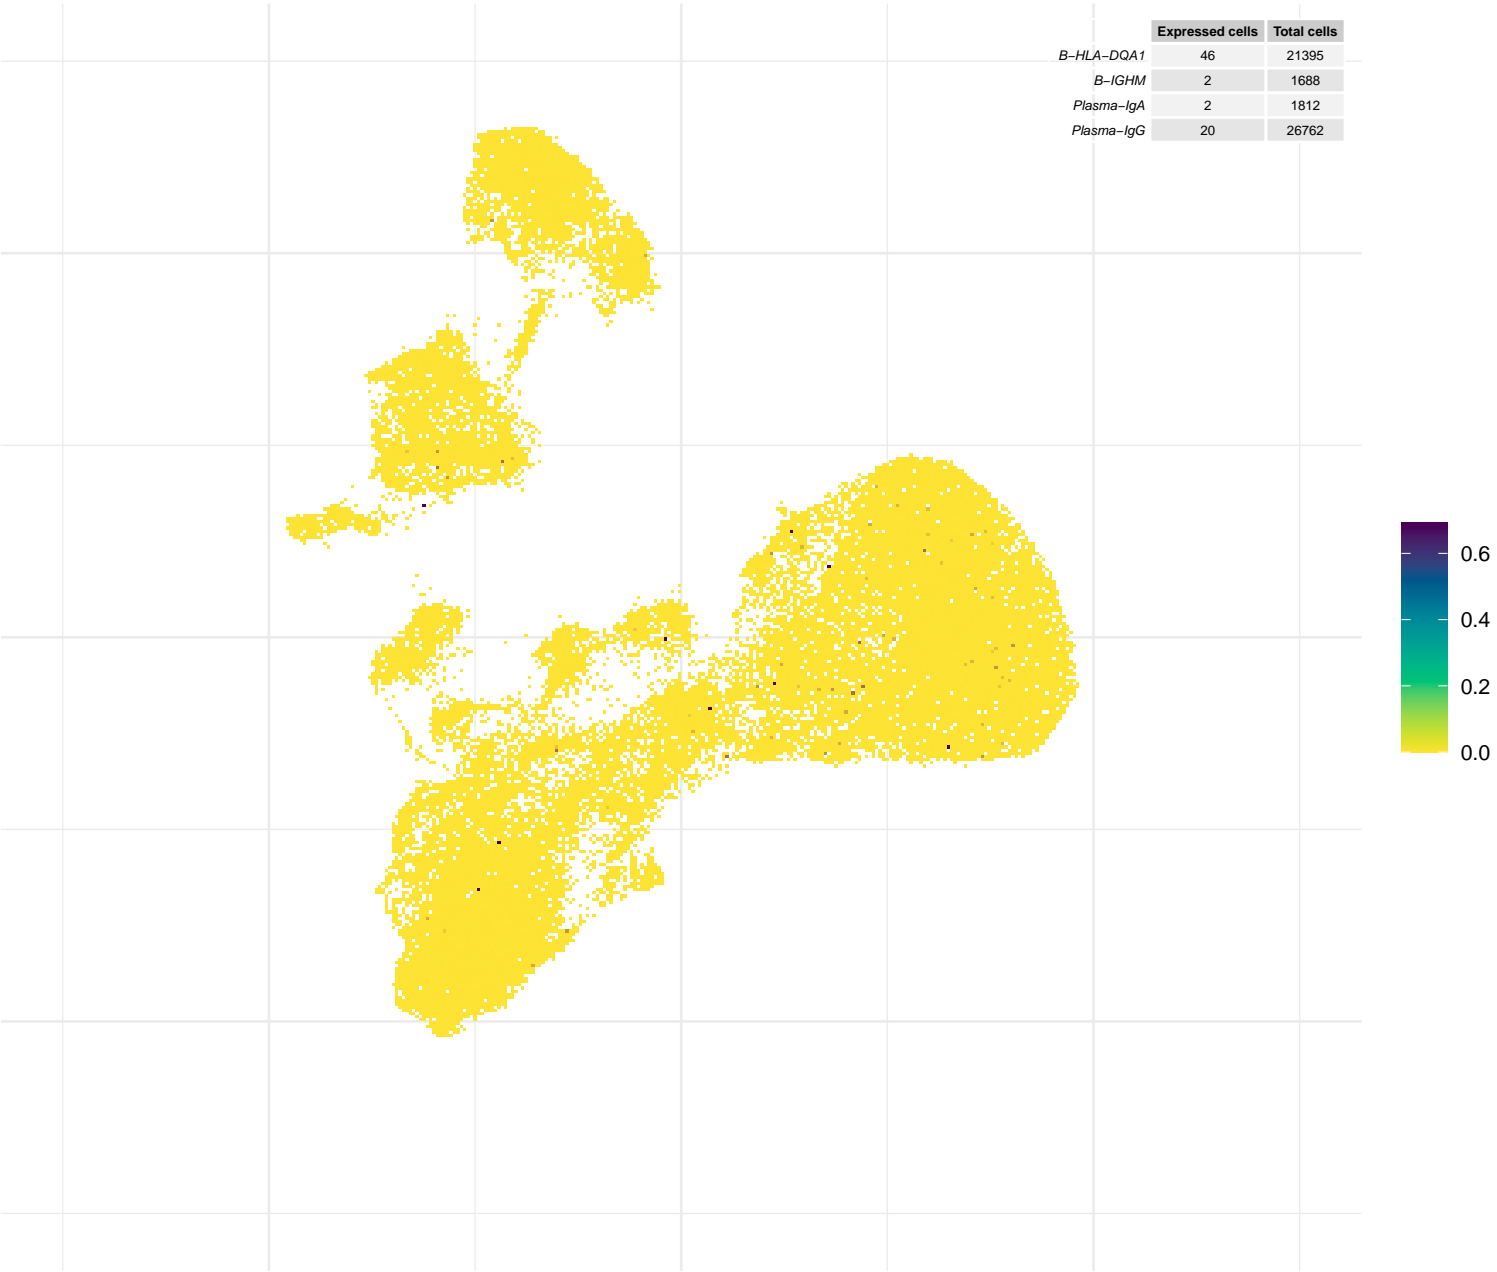 Expressed cells Total cells
B−HLA−DQA1 46 21395
B−IGHM 2 1688
Plasma−IgA 2 1812
Plasma−IgG 20 26762
0.6
0.4
0.2
0.0